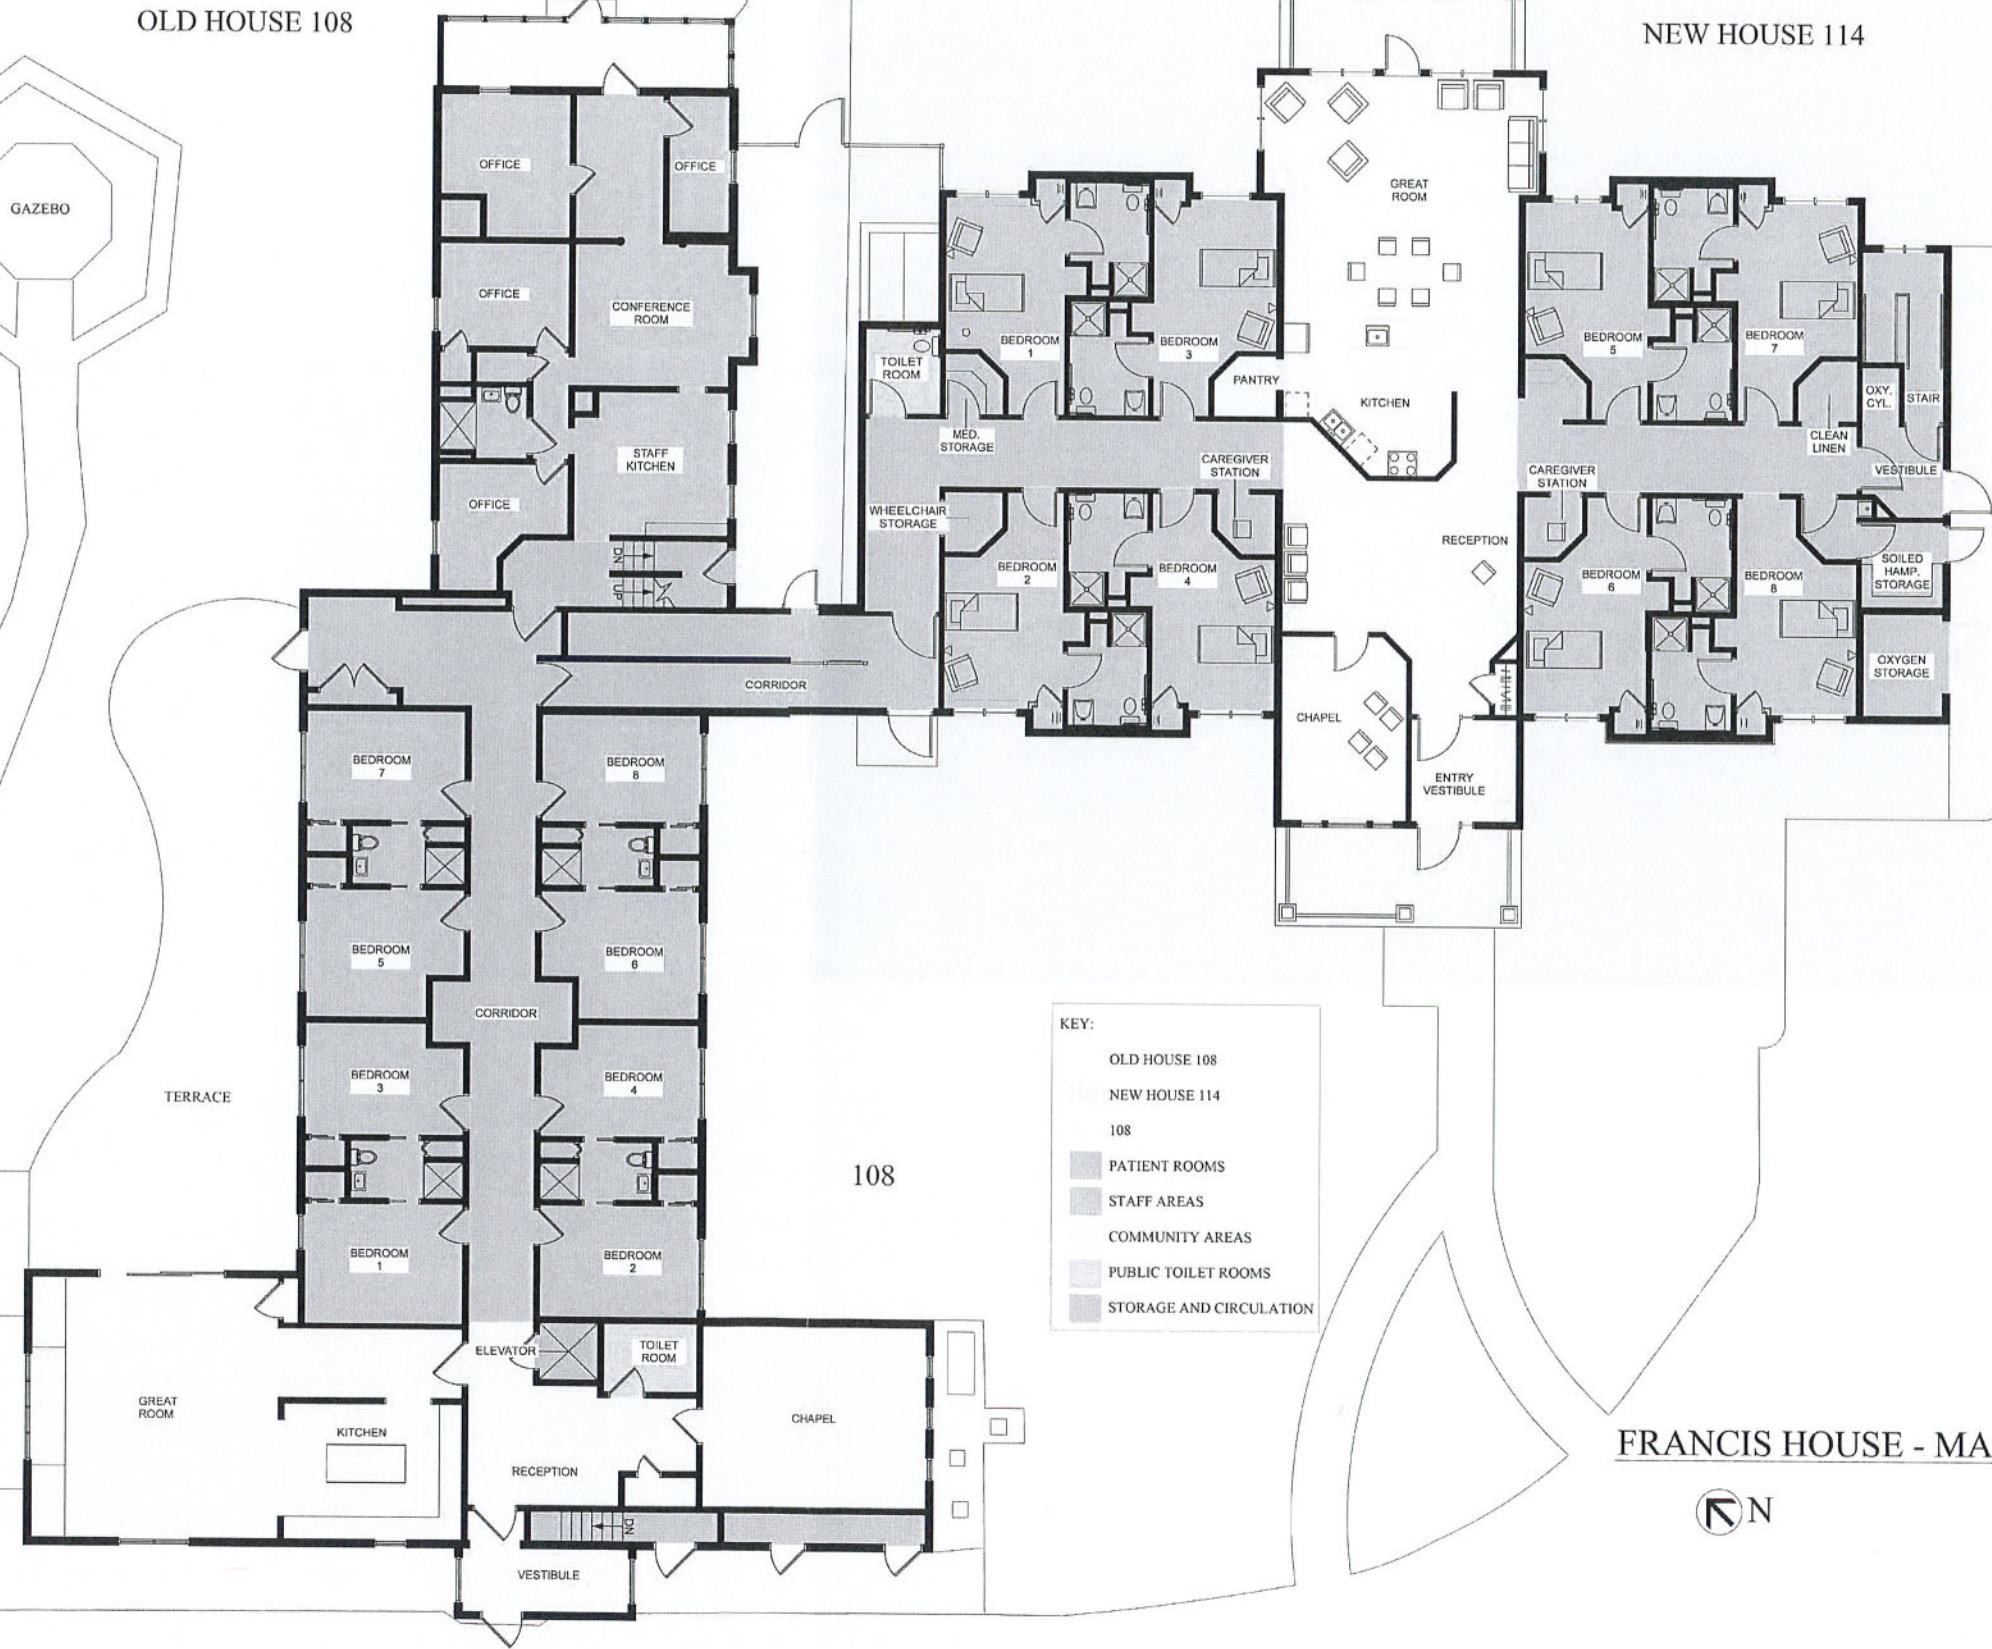 OLD HOUSE 108
NEW HOUSE 114
GAZEBO
OFFICE
OFFICE
OFFICE
CONFERENCE
ROOM
STAFF
KITCHEN
OFFICE
DN
UP
CORRIDOR
TOILET
ROOM
MED.
STORAGE
WHEELCHAIR
STORAGE
BEDROOM
1
BEDROOM
3
BEDROOM
2
BEDROOM
4
PANTRY
CAREGIVER
STATION
GREAT
ROOM
KITCHEN
RECEPTION
CHAPEL
ENTRY
VESTIBULE
BEDROOM
5
BEDROOM
7
CAREGIVER
STATION
BEDROOM
6
BEDROOM
8
CLEAN
LINEN
OXY.
CYL.
STAIR
VESTIBULE
SOILED
HAMP.
STORAGE
OXYGEN
STORAGE
BEDROOM
7
BEDROOM
8
BEDROOM
5
BEDROOM
6
CORRIDOR
BEDROOM
3
BEDROOM
4
BEDROOM
1
BEDROOM
2
TERRACE
108
GREAT
ROOM
KITCHEN
ELEVATOR
TOILET
ROOM
RECEPTION
CHAPEL
DN
VESTIBULE
KEY:
OLD HOUSE 108
NEW HOUSE 114
108
PATIENT ROOMS
STAFF AREAS
COMMUNITY AREAS
PUBLIC TOILET ROOMS
STORAGE AND CIRCULATION
FRANCIS HOUSE - MA
N